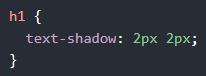 h1 {
  text-shadow: 2px 2px;
}